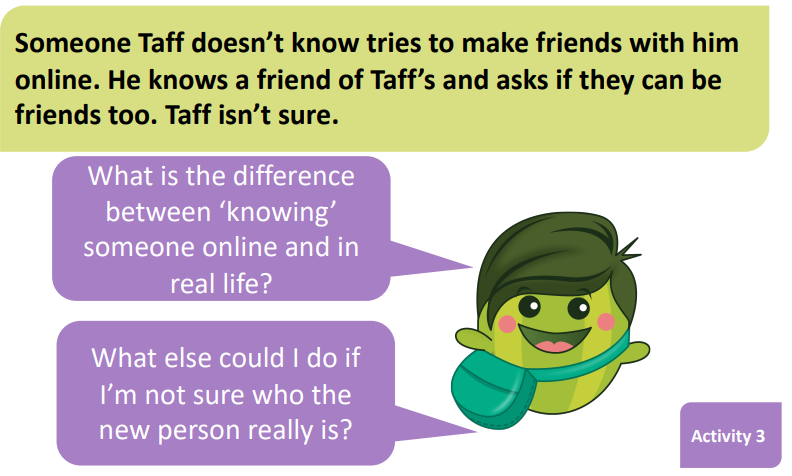 Someone Taff doesn’t know tries to make friends with him
online. He knows a friend of Taff’s and asks if they can be
friends too. Taff isn’t sure.
What is the difference
between ‘knowing’
someone online and in
real life?
What else could I do if
I’m not sure who the
new person really is?
Activity 3